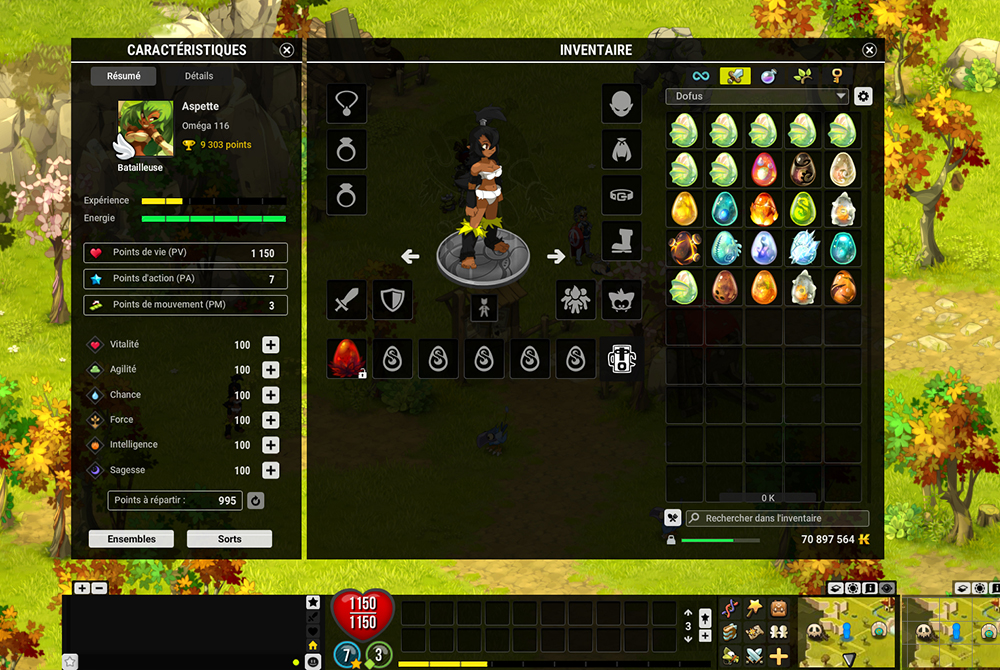 CARACTÉRISTIQUES
Résumé
Détails
Aspette
Oméga 116
9 303 points
Batailleuse
Expérience
Energie
Points de vie (PV) 1 150
Points d'action (PA) 7
Points de mouvement (PM) 3
Vitalité 100
Agilité 100
Chance 100
Force 100
Intelligence 100
Sagesse 100
Points à répartir : 995
Ensembles
Sorts
INVENTAIRE
Dofus
0 K
Rechercher dans l'inventaire
70 897 564
1150
1150
7
3
3